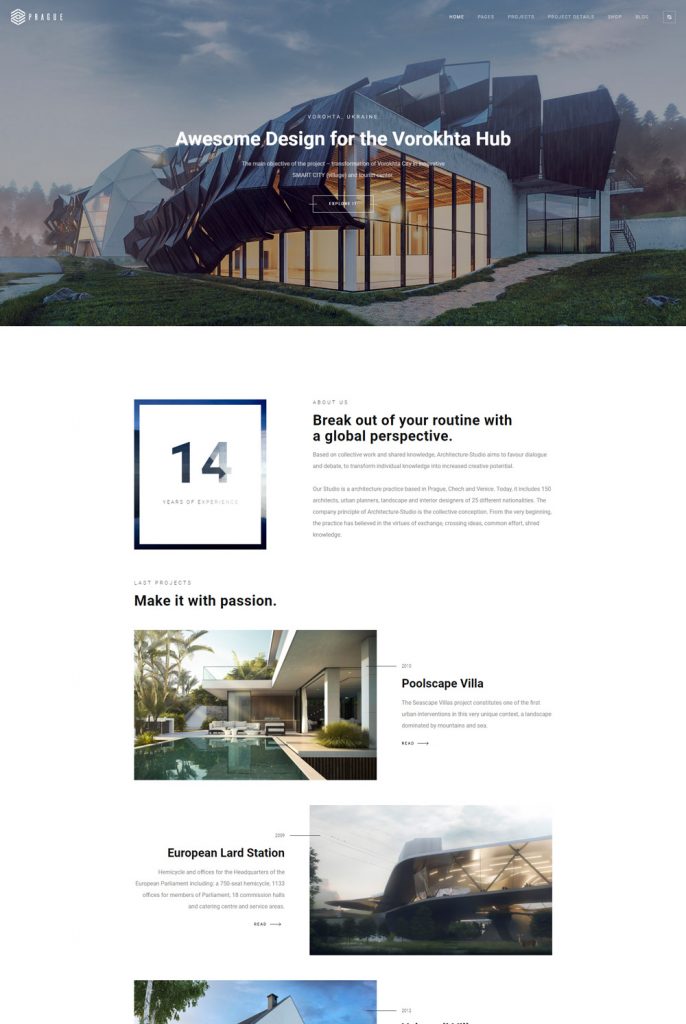 PRAGUE
HOME PAGES PROJECTS PROJECT DETAILS SHOP BLOG
VOROHTA, UKRAINE
Awesome Design for the Vorokhta Hub
The main objective of the project – transformation of Vorokhta City in innovative
SMART CITY (village) and tourist center.
EXPLORE IT
14
YEARS OF EXPERIENCE
ABOUT US
Break out of your routine with
a global perspective.
Based on collective work and shared knowledge, Architecture-Studio aims to favour dialogue
and debate, to transform individual knowledge into increased creative potential.
Our Studio is a architecture practice based in Prague, Chech and Venice. Today, it includes 150
architects, urban planners, landscape and interior designers of 25 different nationalities. The
company principle of Architecture-Studio is the collective conception. From the very beginning,
the practice has believed in the virtues of exchange, crossing ideas, common effort, shred
knowledge.
LAST PROJECTS
Make it with passion.
2010
Poolscape Villa
The Seascape Villas project constitutes one of the first
urban interventions in this very unique context, a landscape
dominated by mountains and sea.
READ
2009
European Lard Station
Hemicycle and offices for the Headquarters of the
European Parliament including: a 750-seat hemicycle, 1133
offices for members of Parliament, 18 commission halls
and catering centre and service areas.
READ
2012